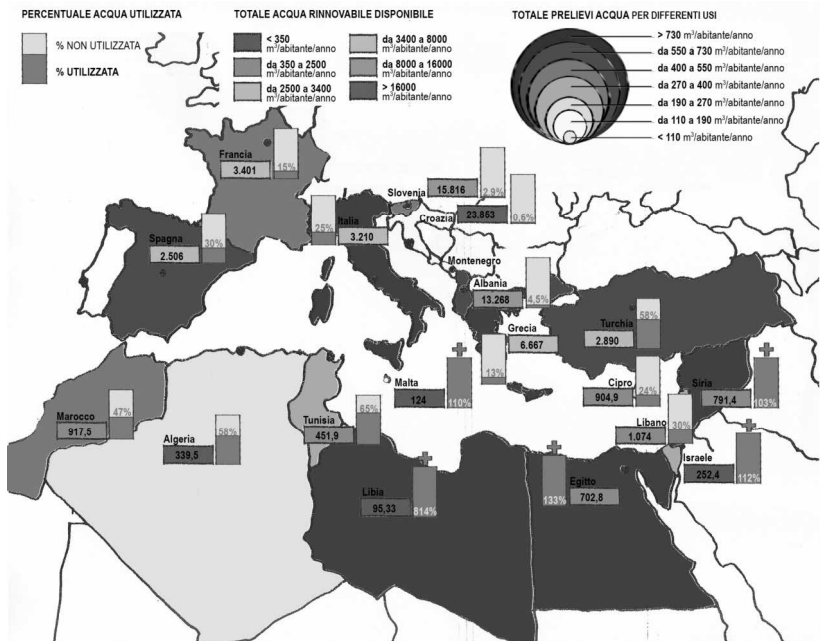 PERCENTUALE ACQUA UTILIZZATA
% NON UTILIZZATA
% UTILIZZATA
TOTALE ACQUA RINNOVABILE DISPONIBILE
< 350
m³/abitante/anno
da 350 a 2500
m³/abitante/anno
da 2500 a 3400
m³/abitante/anno
da 3400 a 8000
m³/abitante/anno
da 8000 a 16000
m³/abitante/anno
> 16000
m³/abitante/anno
TOTALE PRELIEVI ACQUA PER DIFFERENTI USI
> 730 m³/abitante/anno
da 550 a 730 m³/abitante/anno
da 400 a 550 m³/abitante/anno
da 270 a 400 m³/abitante/anno
da 190 a 270 m³/abitante/anno
da 110 a 190 m³/abitante/anno
< 110 m³/abitante/anno
Francia
3.401
15%
Slovenja
15.816
2,9%
Croazia
23.863
0,6%
Italia
3.210
25%
Spagna
2.506
30%
Montenegro
Albania
13.268
4,5%
Grecia
6.667
13%
Turchia
2.890
58%
Malta
124
110%
Cipro
904,9
24%
Siria
791,4
103%
Marocco
917,5
47%
Algeria
339,5
58%
Tunisia
451,9
65%
Libano
1.074
30%
Israele
252,4
112%
Libia
95,33
814%
Egitto
702,8
133%